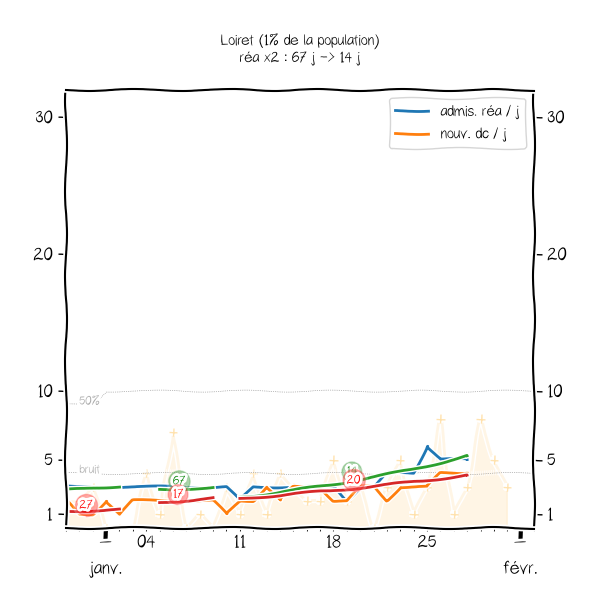 Loiret (1% de la population)
réa x2 : 67 j -> 14 j
admis. réa / j
nouv. dc / j
30
30
20
20
10
10
50%
5
5
bruit
67
14
17
20
27
1
1
04
11
18
25
janv.
févr.